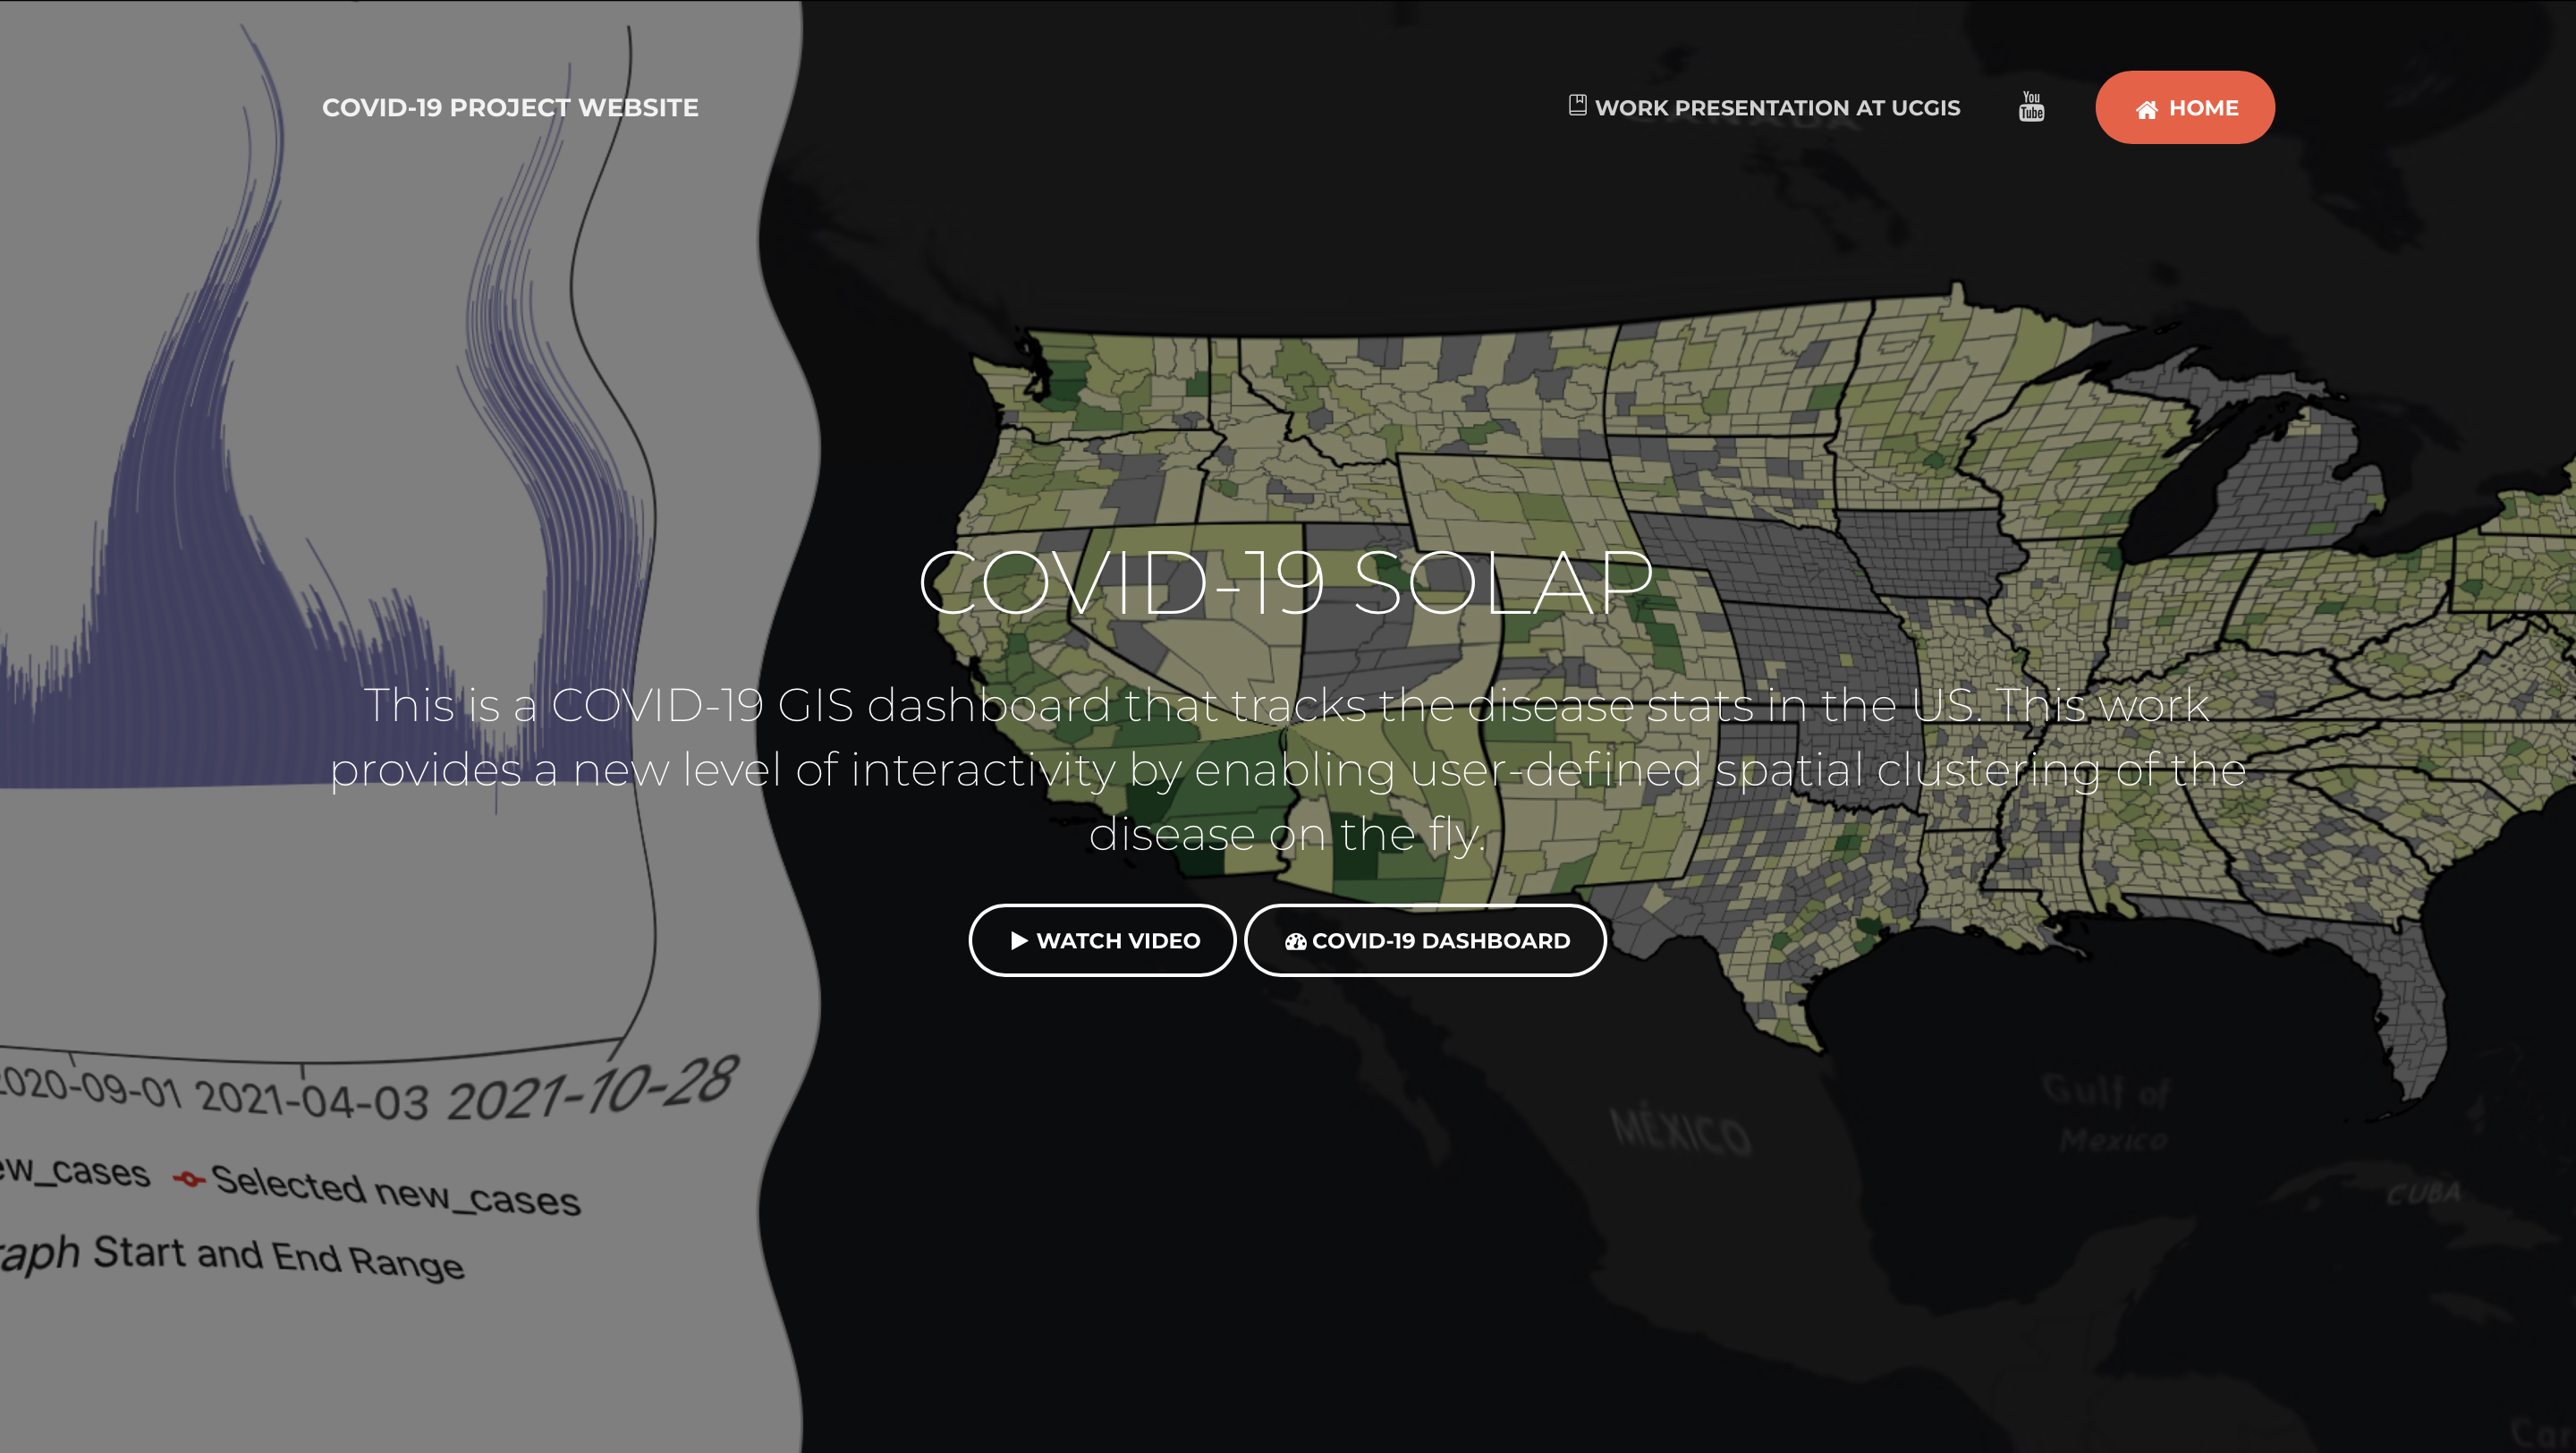 COVID-19 PROJECT WEBSITE
WORK PRESENTATION AT UCGIS
You
Tube
HOME
COVID-19 SOLAP
This is a COVID-19 GIS dashboard that tracks the disease stats in the US. This work
provides a new level of interactivity by enabling user-defined spatial clustering of the
disease on the fly.
WATCH VIDEO
COVID-19 DASHBOARD
2020-09-01 2021-04-03 2021-10-28
ew_cases Selected new_cases
raph Start and End Range
MÉXICO
Gulf of
Mexico
CUBA